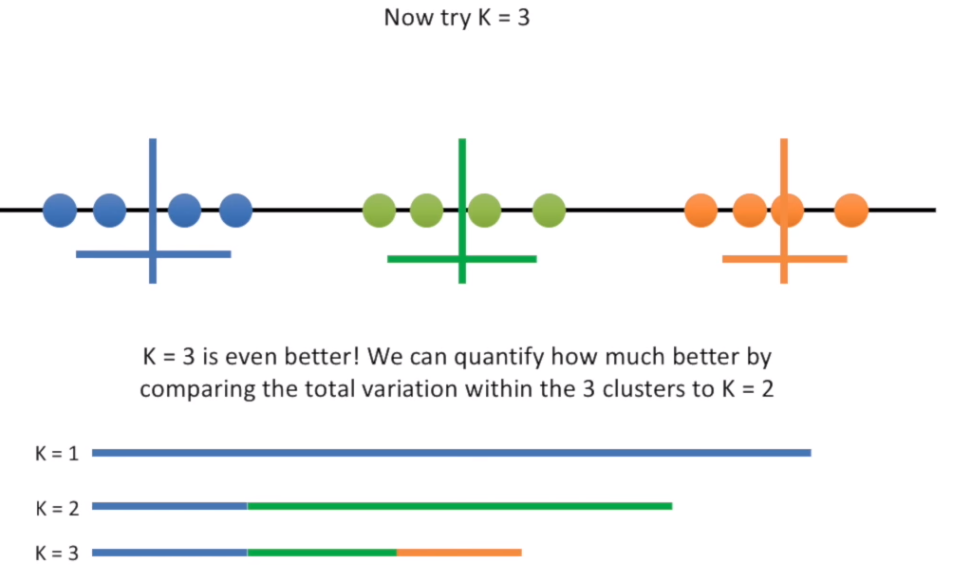 Now try K = 3
K = 3 is even better! We can quantify how much better by
comparing the total variation within the 3 clusters to K = 2
K = 1
K = 2
K = 3